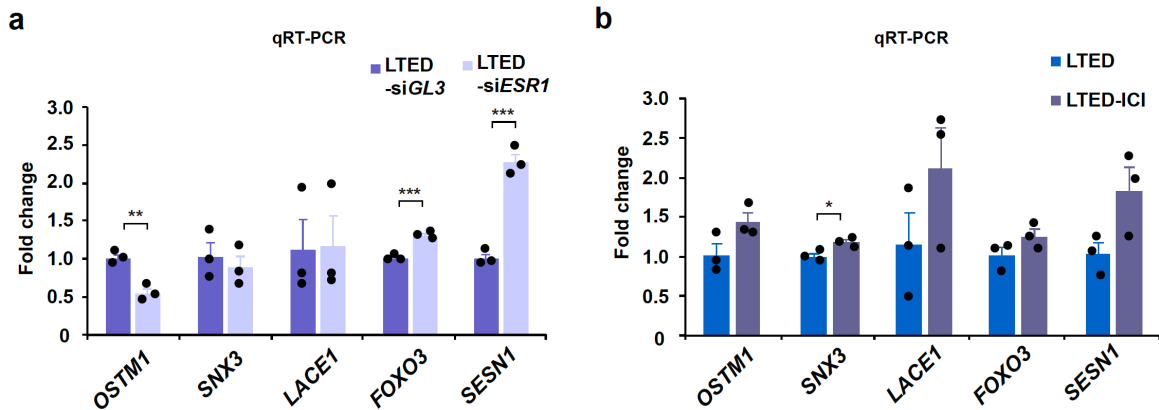 a
qRT-PCR
LTED
-siGL3
LTED
-siESR1
Fold change
3.0
2.5
2.0
1.5
1.0
0.5
0
**
***
***
OSTM1
SNX3
LACE1
FOXO3
SESN1
b
qRT-PCR
LTED
LTED-ICI
Fold change
3.0
2.5
2.0
1.5
1.0
0.5
0
*
OSTM1
SNX3
LACE1
FOXO3
SESN1